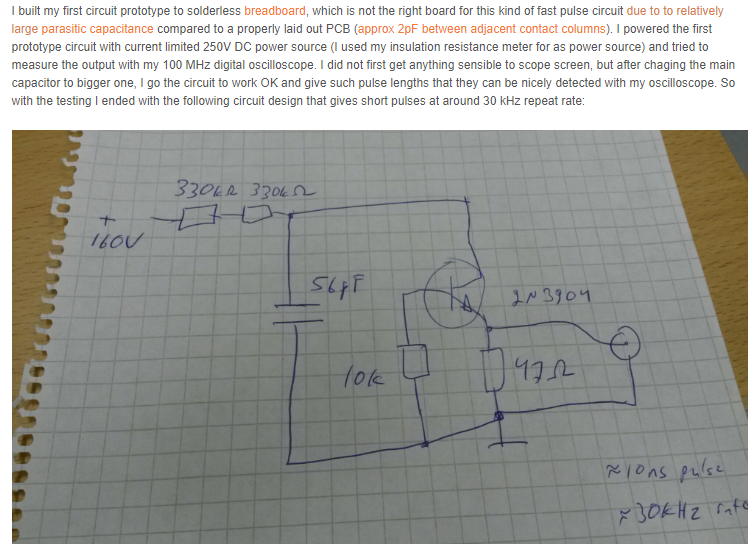 I built my first circuit prototype to solderless breadboard, which is not the right board for this kind of fast pulse circuit due to to relatively
large parasitic capacitance compared to a properly laid out PCB (approx 2pF between adjacent contact columns). I powered the first
prototype circuit with current limited 250V DC power source (I used my insulation resistance meter for as power source) and tried to
measure the output with my 100 MHz digital oscilloscope. I did not first get anything sensible to scope screen, but after chaging the main
capacitor to bigger one, I go the circuit to work OK and give such pulse lengths that they can be nicely detected with my oscilloscope. So
with the testing I ended with the following circuit design that gives short pulses at around 30 kHz repeat rate:
330kΩ 330kΩ
+
160V
56pF
2N3904
10k
47Ω
≈10ns pulse
≈30kHz rate